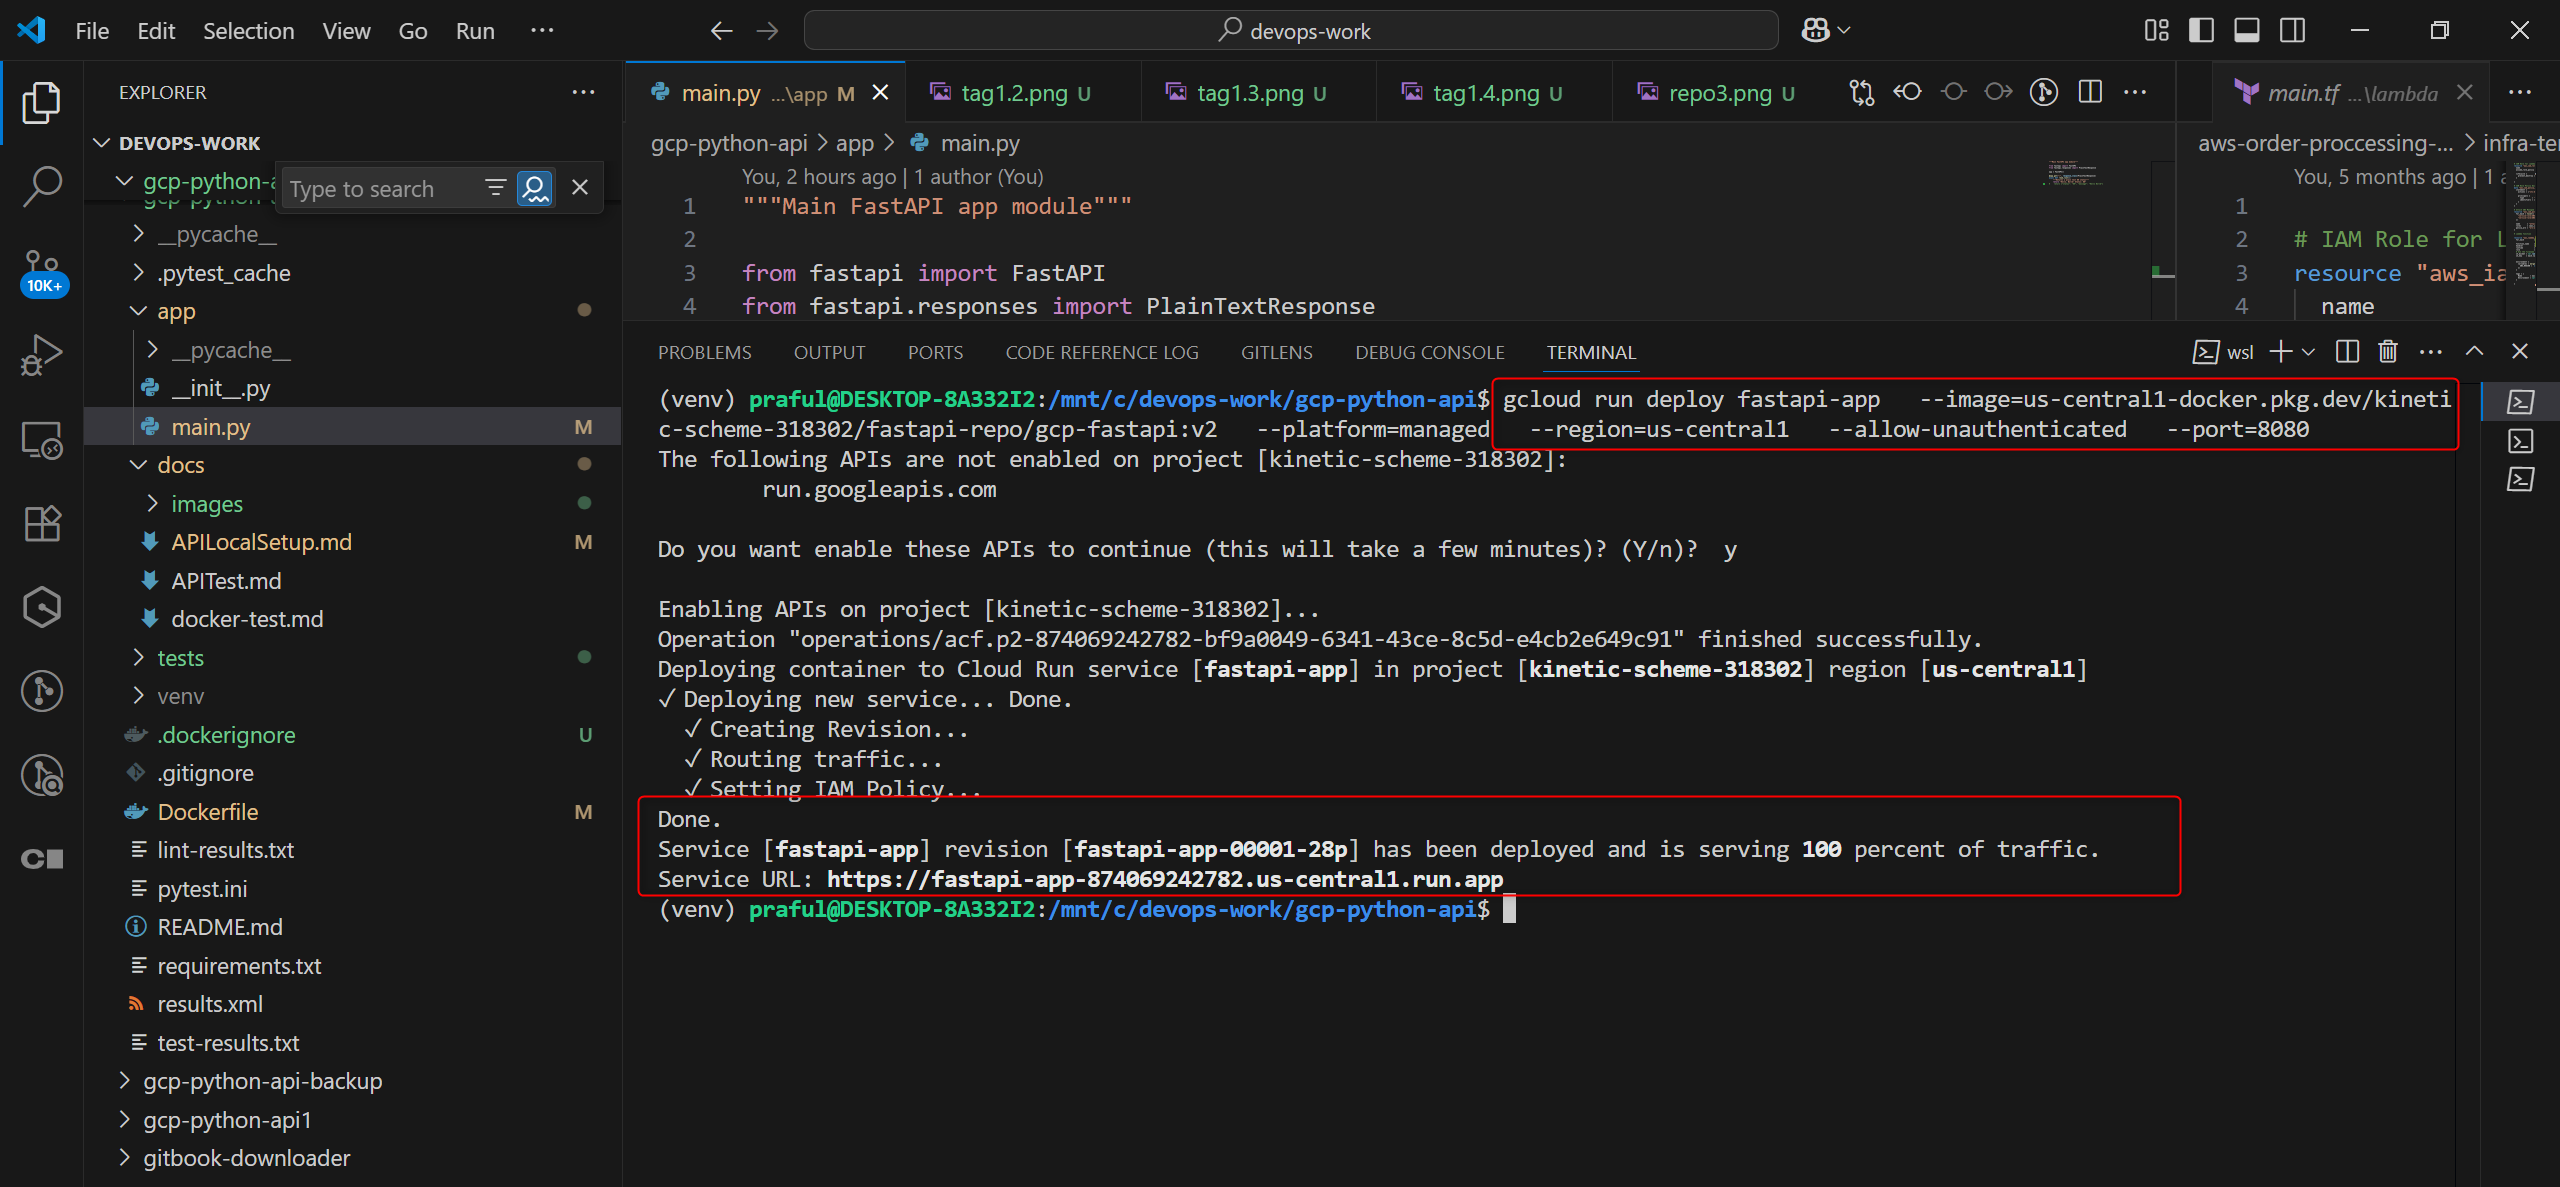 File Edit Selection View Go Run ··· devops-work
EXPLORER
DEVOPS-WORK
gcp-python-a
Type to search
__pycache__
.pytest_cache
app
__pycache__
__init__.py
main.py M
docs
images
APILocalSetup.md M
APITest.md
docker-test.md
tests
venv
.dockerignore U
.gitignore
Dockerfile M
lint-results.txt
pytest.ini
README.md
requirements.txt
results.xml
test-results.txt
gcp-python-api-backup
gcp-python-api1
gitbook-downloader
10K+
main.py ...\app M tag1.2.png U tag1.3.png U tag1.4.png U repo3.png U
gcp-python-api > app > main.py
You, 2 hours ago | 1 author (You)
1 """Main FastAPI app module"""
2
3 from fastapi import FastAPI
4 from fastapi.responses import PlainTextResponse
main.tf ...\lambda
aws-order-proccessing-... > infra-te
You, 5 months ago | 1 a
1
2 # IAM Role for L
3 resource "aws_ia
4 name
PROBLEMS OUTPUT PORTS CODE REFERENCE LOG GITLENS DEBUG CONSOLE TERMINAL wsl
(venv) praful@DESKTOP-8A332I2:/mnt/c/devops-work/gcp-python-api$ gcloud run deploy fastapi-app --image=us-central1-docker.pkg.dev/kineti
c-scheme-318302/fastapi-repo/gcp-fastapi:v2 --platform=managed --region=us-central1 --allow-unauthenticated --port=8080
The following APIs are not enabled on project [kinetic-scheme-318302]:
run.googleapis.com
Do you want enable these APIs to continue (this will take a few minutes)? (Y/n)? y
Enabling APIs on project [kinetic-scheme-318302]...
Operation "operations/acf.p2-874069242782-bf9a0049-6341-43ce-8c5d-e4cb2e649c91" finished successfully.
Deploying container to Cloud Run service [fastapi-app] in project [kinetic-scheme-318302] region [us-central1]
✓ Deploying new service... Done.
✓ Creating Revision...
✓ Routing traffic...
✓ Setting IAM Policy...
Done.
Service [fastapi-app] revision [fastapi-app-00001-28p] has been deployed and is serving 100 percent of traffic.
Service URL: https://fastapi-app-874069242782.us-central1.run.app
(venv) praful@DESKTOP-8A332I2:/mnt/c/devops-work/gcp-python-api$